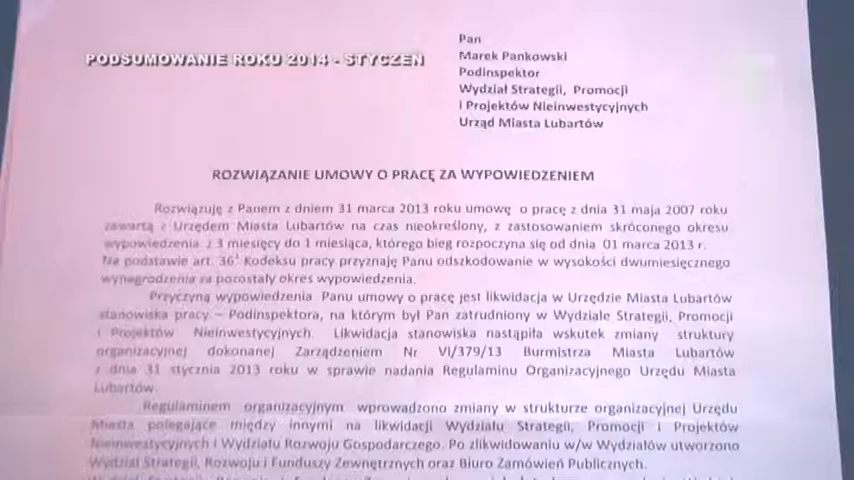 PODSUMOWANIE ROKU 2014 - STYCZEŃ
Pan
Marek Pankowski
Podinspektor
Wydział Strategii, Promocji
i Projektów Nieinwestycyjnych
Urząd Miasta Lubartów
ROZWIĄZANIE UMOWY O PRACĘ ZA WYPOWIEDZENIEM
Rozwiązuję z Panem z dniem 31 marca 2013 roku umowę o pracę z dnia 31 maja 2007 roku
zawartą z Urzędem Miasta Lubartów na czas nieokreślony, z zastosowaniem skróconego okresu
wypowiedzenia z 3 miesięcy do 1 miesiąca, którego bieg rozpoczyna się od dnia 01 marca 2013 r.
Na podstawie art. 36¹ Kodeksu pracy przyznaję Panu odszkodowanie w wysokości dwumiesięcznego
wynagrodzenia za pozostały okres wypowiedzenia.
Przyczyną wypowiedzenia Panu umowy o pracę jest likwidacja w Urzędzie Miasta Lubartów
stanowiska pracy – Podinspektora, na którym był Pan zatrudniony w Wydziale Strategii, Promocji
i Projektów Nieinwestycyjnych. Likwidacja stanowiska nastąpiła wskutek zmiany struktury
organizacyjnej dokonanej Zarządzeniem Nr VI/379/13 Burmistrza Miasta Lubartów
z dnia 31 stycznia 2013 roku w sprawie nadania Regulaminu Organizacyjnego Urzędu Miasta
Lubartów.
Regulaminem organizacyjnym wprowadzono zmiany w strukturze organizacyjnej Urzędu
Miasta polegające między innymi na likwidacji Wydziału Strategii, Promocji i Projektów
Nieinwestycyjnych i Wydziału Rozwoju Gospodarczego. Po zlikwidowaniu w/w Wydziałów utworzono
Wydział Strategii, Rozwoju i Funduszy Zewnętrznych oraz Biuro Zamówień Publicznych.